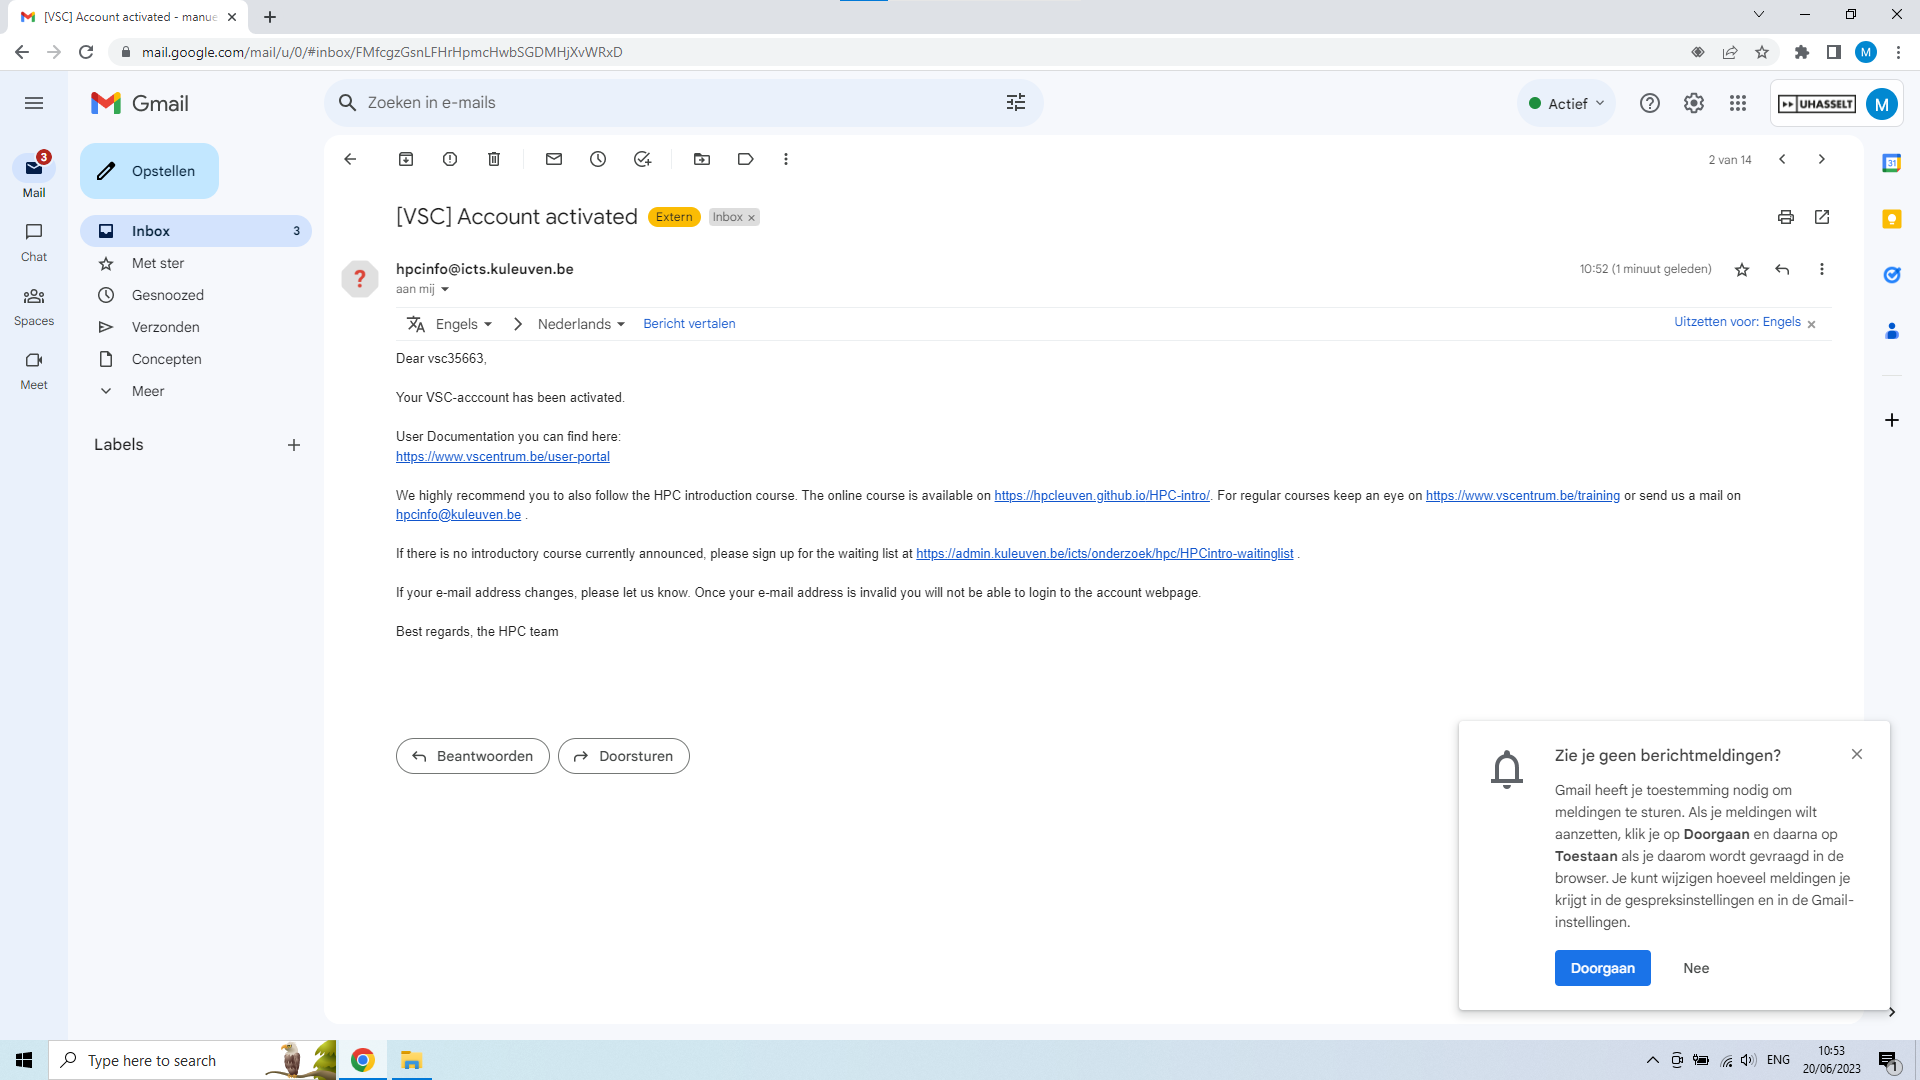 [VSC] Account activated - manue
mail.google.com/mail/u/0/#inbox/FMfcgzGsnLFHrHpmcHwbSGDMHjXvWRxD
M
Gmail
Zoeken in e-mails
Actief
UHASSELT
M
3
Mail
Chat
Spaces
Meet
Opstellen
Inbox 3
Met ster
Gesnoozed
Verzonden
Concepten
Meer
Labels
2 van 14
[VSC] Account activated Extern Inbox ×
hpcinfo@icts.kuleuven.be
10:52 (1 minuut geleden)
aan mij
Engels Nederlands Bericht vertalen Uitzetten voor: Engels
Dear vsc35663,
Your VSC-acccount has been activated.
User Documentation you can find here:
https://www.vscentrum.be/user-portal
We highly recommend you to also follow the HPC introduction course. The online course is available on https://hpcleuven.github.io/HPC-intro/. For regular courses keep an eye on https://www.vscentrum.be/training or send us a mail on
hpcinfo@kuleuven.be .
If there is no introductory course currently announced, please sign up for the waiting list at https://admin.kuleuven.be/icts/onderzoek/hpc/HPCintro-waitinglist .
If your e-mail address changes, please let us know. Once your e-mail address is invalid you will not be able to login to the account webpage.
Best regards, the HPC team
Beantwoorden Doorsturen
31
Zie je geen berichtmeldingen?
Gmail heeft je toestemming nodig om
meldingen te sturen. Als je meldingen wilt
aanzetten, klik je op Doorgaan en daarna op
Toestaan als je daarom wordt gevraagd in de
browser. Je kunt wijzigen hoeveel meldingen je
krijgt in de gespreksinstellingen en in de Gmail-
instellingen.
Doorgaan Nee
Type here to search
ENG
10:53
20/06/2023
1